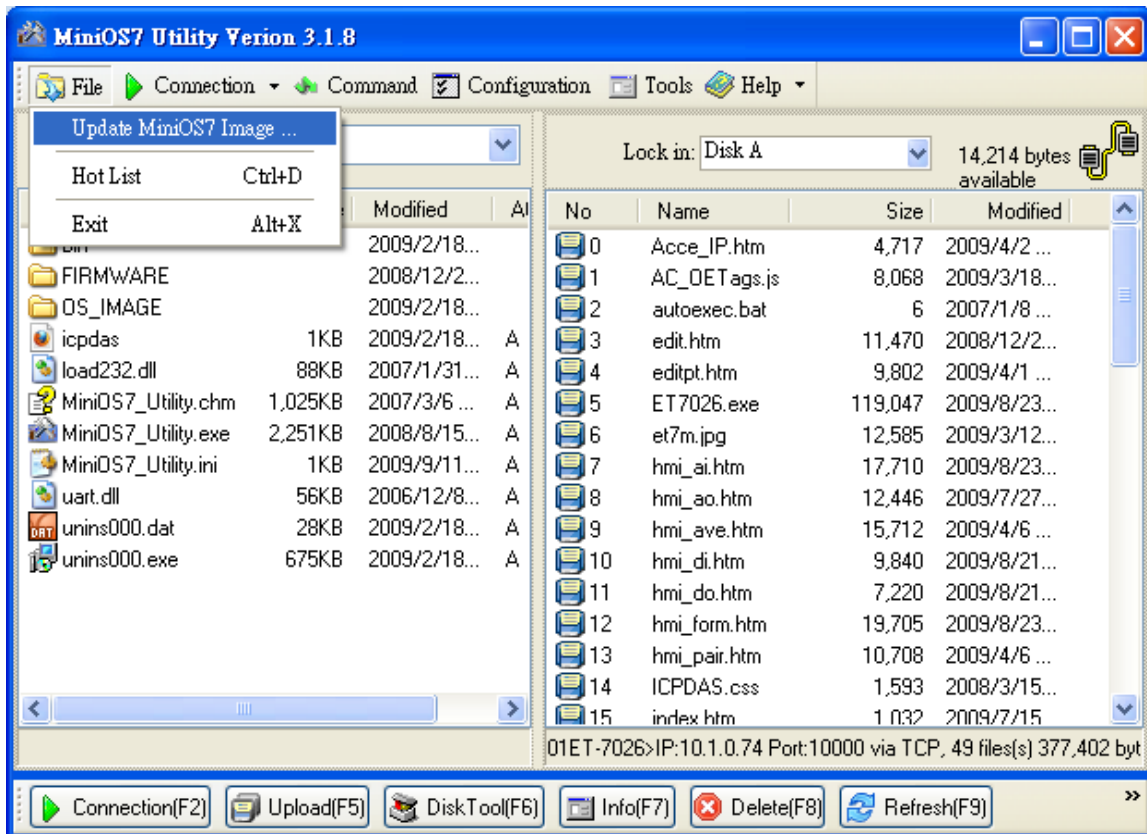 MiniOS7 Utility Verion 3.1.8
File Connection Command Configuration Tools Help
Update MiniOS7 Image ...
Hot List Ctrl+D
Exit Alt+X
Lock in: Disk A
14,214 bytes available
Modified
No Name Size Modified
2009/2/18...
FIRMWARE 2008/12/2...
OS_IMAGE 2009/2/18...
icpdas 1KB 2009/2/18... A
load232.dll 88KB 2007/1/31... A
MiniOS7_Utility.chm 1,025KB 2007/3/6 ... A
MiniOS7_Utility.exe 2,251KB 2008/8/15... A
MiniOS7_Utility.ini 1KB 2009/9/11... A
uart.dll 56KB 2006/12/8... A
unins000.dat 28KB 2009/2/18... A
unins000.exe 675KB 2009/2/18... A
0 Acce_IP.htm 4,717 2009/4/2 ...
1 AC_OETags.js 8,068 2009/3/18...
2 autoexec.bat 6 2007/1/8 ...
3 edit.htm 11,470 2008/12/2...
4 editpt.htm 9,802 2009/4/1 ...
5 ET7026.exe 119,047 2009/8/23...
6 et7m.jpg 12,585 2009/3/12...
7 hmi_ai.htm 17,710 2009/8/23...
8 hmi_ao.htm 12,446 2009/7/27...
9 hmi_ave.htm 15,712 2009/4/6 ...
10 hmi_di.htm 9,840 2009/8/21...
11 hmi_do.htm 7,220 2009/8/21...
12 hmi_form.htm 19,705 2009/8/23...
13 hmi_pair.htm 10,708 2009/4/6 ...
14 ICPDAS.css 1,593 2008/3/15...
15 index.htm 1,032 2009/7/15
01ET-7026>IP:10.1.0.74 Port:10000 via TCP, 49 files(s) 377,402 byt
Connection(F2) Upload(F5) DiskTool(F6) Info(F7) Delete(F8) Refresh(F9) »